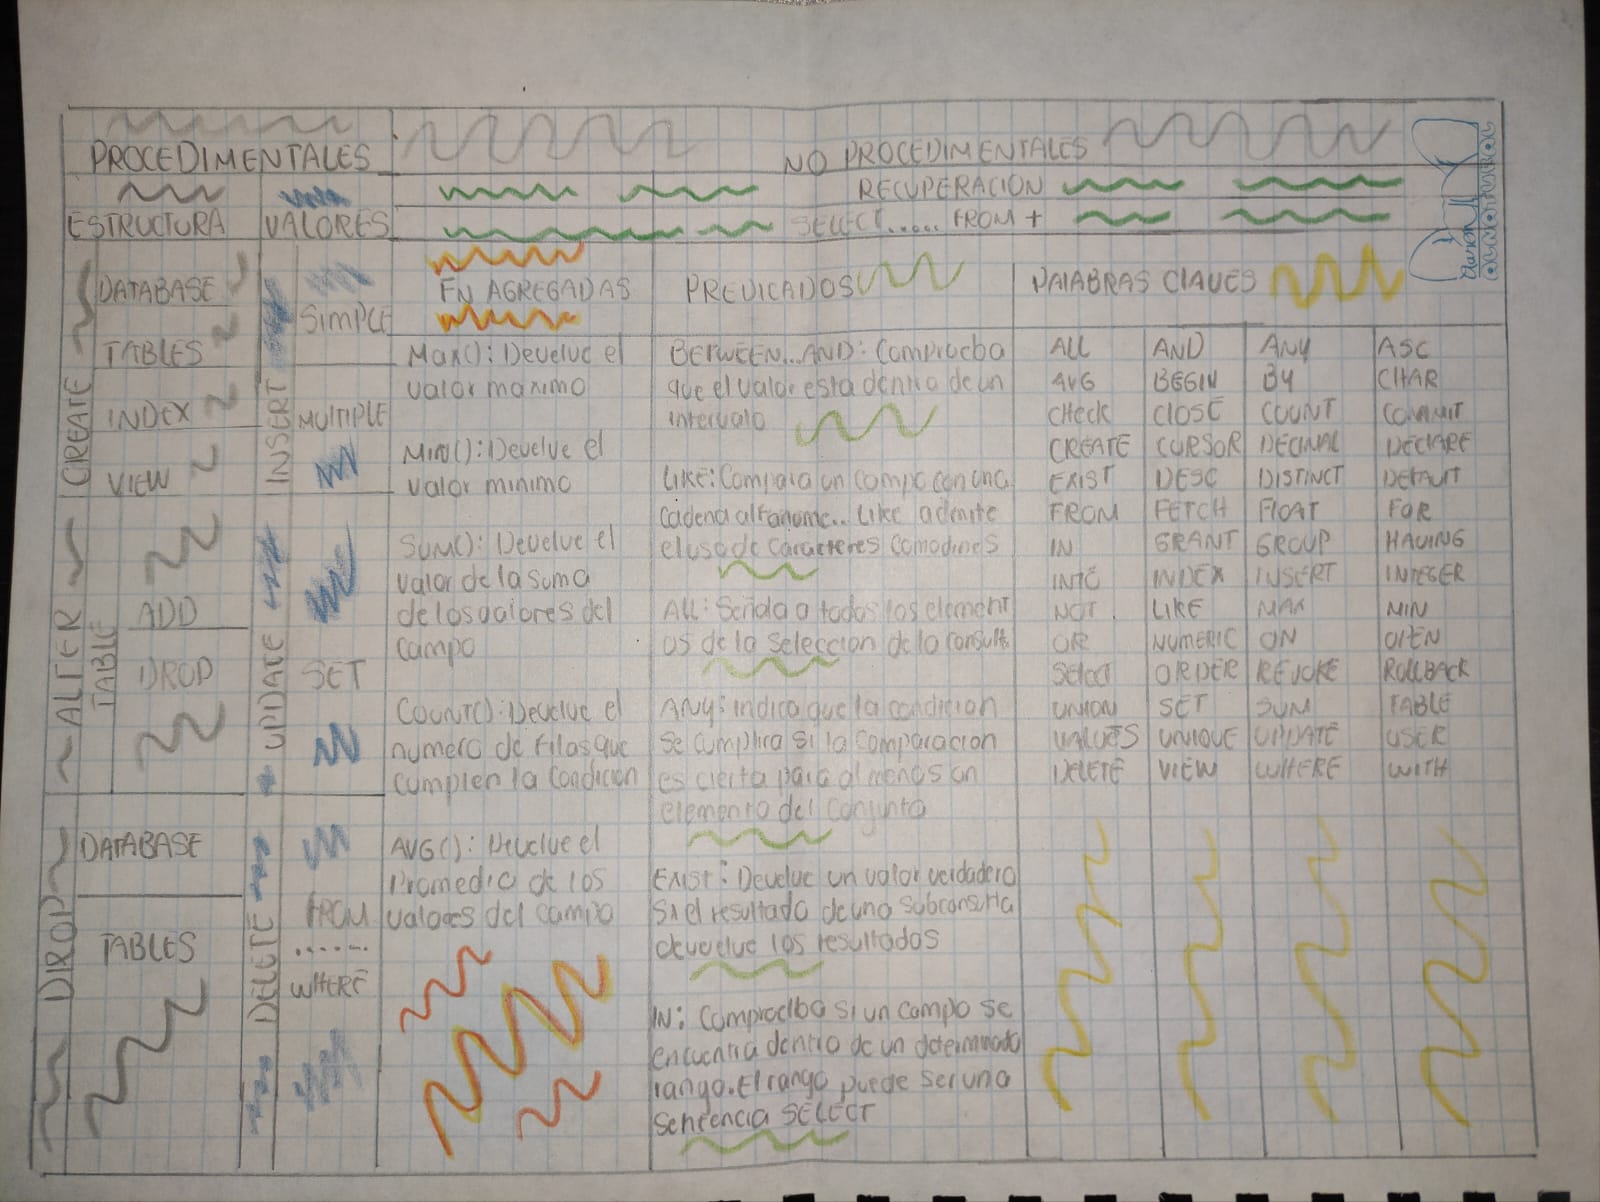 PROCEDIMENTALES
NO PROCEDIMENTALES
RECUPERACION
ESTRUCTURA
VALORES
SELECT...... FROM +
CREATE
DATABASE
TABLES
INDEX
VIEW
ALTER
TABLE
ADD
DROP
DROP
DATABASE
TABLES
INSERT
SIMPLE
MULTIPLE
UPDATE
SET
DELETE
FROM
......
WHERE
FN AGREGADAS
Max(): Devuelve el
valor maximo
Min(): Devuelve el
valor minimo
SUM(): Devuelve el
valor de la suma
de los valores del
campo
COUNT(): Devuelve el
numero de filas que
cumplen la condicion
AVG(): Devuelve el
Promedio de los
valores del campo
PREDICADOS
BETWEEN...AND: Comprueba
que el valor esta dentro de un
intervalo
LIKE: Compara un campo con una
cadena alfanume.. Like admite
el uso de caracteres comodines
All: Señala a todos los element
os de la seleccion de la consult
ANY: indica que la condicion
se cumplira si la comparacion
es cierta para al menos un
elemento del conjunto
EXIST: Devuelve un valor verdadero
si el resultado de una subconsulta
devuelve los resultados
IN: Comprueba si un campo se
encuentra dentro de un determinado
rango. El rango puede ser una
sentencia SELECT
PALABRAS CLAVES
ALL AND ANY ASC
AVG BEGIN BY CHAR
CHECK CLOSE COUNT COMMIT
CREATE CURSOR DECIMAL DECLARE
EXIST DESC DISTINCT DEFAULT
FROM FETCH FLOAT FOR
IN GRANT GROUP HAVING
INTO INDEX INSERT INTEGER
NOT LIKE MAX MIN
OR NUMERIC ON OPEN
Select ORDER REVOKE ROLLBACK
UNION SET SUM TABLE
VALUES UNIQUE UPDATE USER
DELETE VIEW WHERE WITH